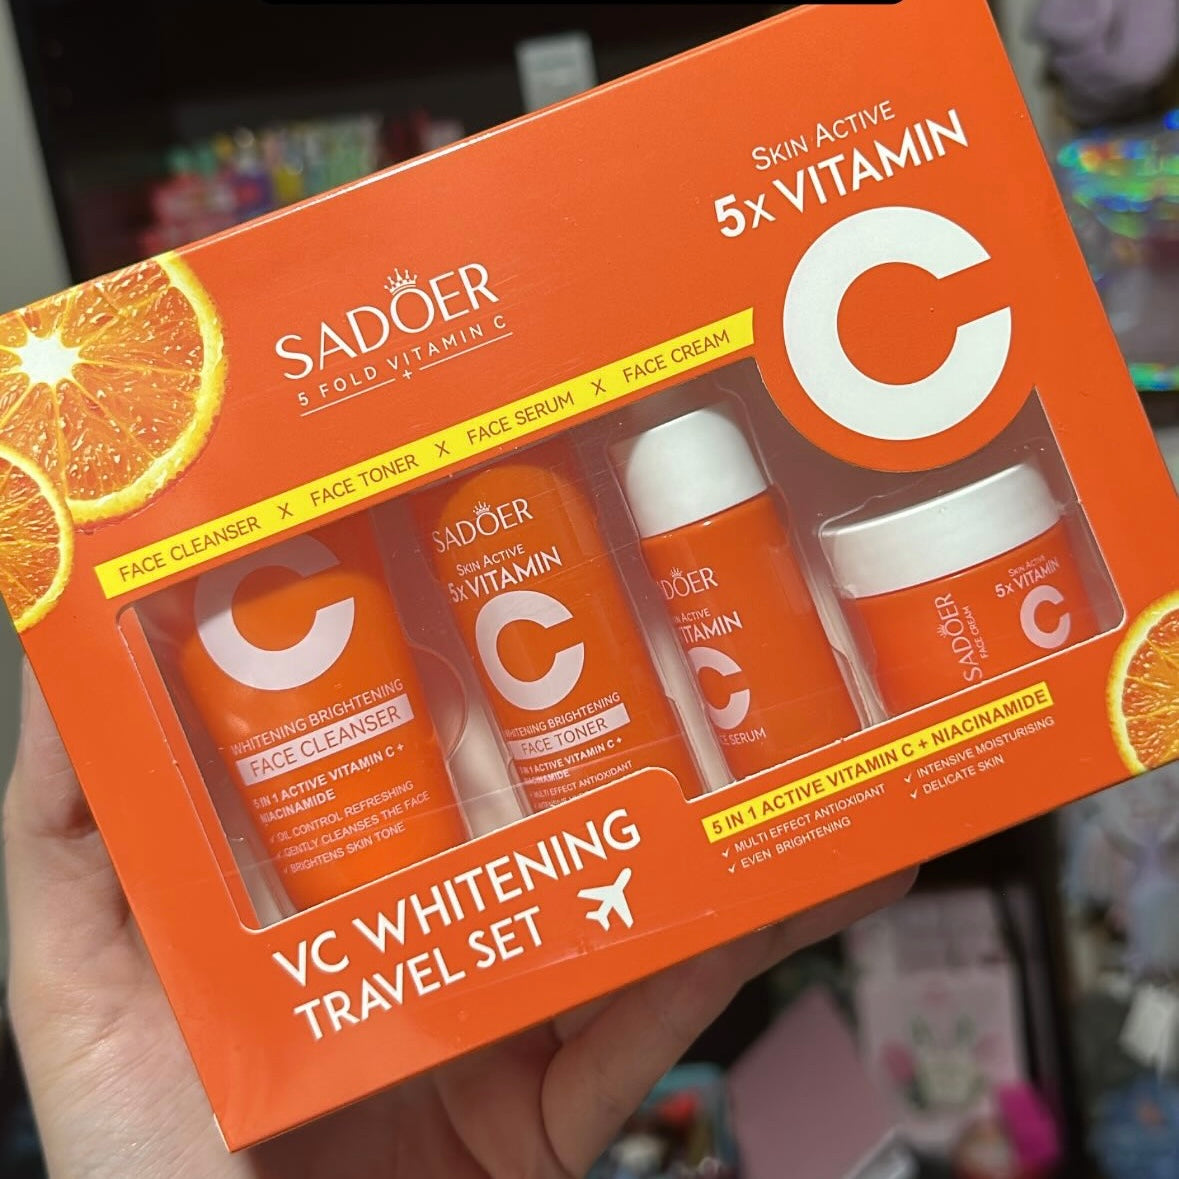 SKIN ACTIVE
5X VITAMIN
C
SADOER
5 FOLD VITAMIN C
+
FACE CLEANSER X FACE TONER X FACE SERUM X FACE CREAM
C
WHITENING BRIGHTENING
FACE CLEANSER
5 IN 1 ACTIVE VITAMIN C +
NIACINAMIDE
✓ OIL CONTROL REFRESHING
✓ GENTLY CLEANSES THE FACE
✓ BRIGHTENS SKIN TONE
SADOER
SKIN ACTIVE
5X VITAMIN
C
WHITENING BRIGHTENING
FACE TONER
5 IN 1 ACTIVE VITAMIN C +
NIACINAMIDE
MULTI EFFECT ANTIOXIDANT
DOER
ACTIVE
ITAMIN
C
SERUM
SADOER
FACE CREAM
SKIN ACTIVE
5X VITAMIN
C
5 IN 1 ACTIVE VITAMIN C + NIACINAMIDE
✓ MULTI EFFECT ANTIOXIDANT ✓ INTENSIVE MOISTURISING
✓ EVEN BRIGHTENING ✓ DELICATE SKIN
VC WHITENING
TRAVEL SET